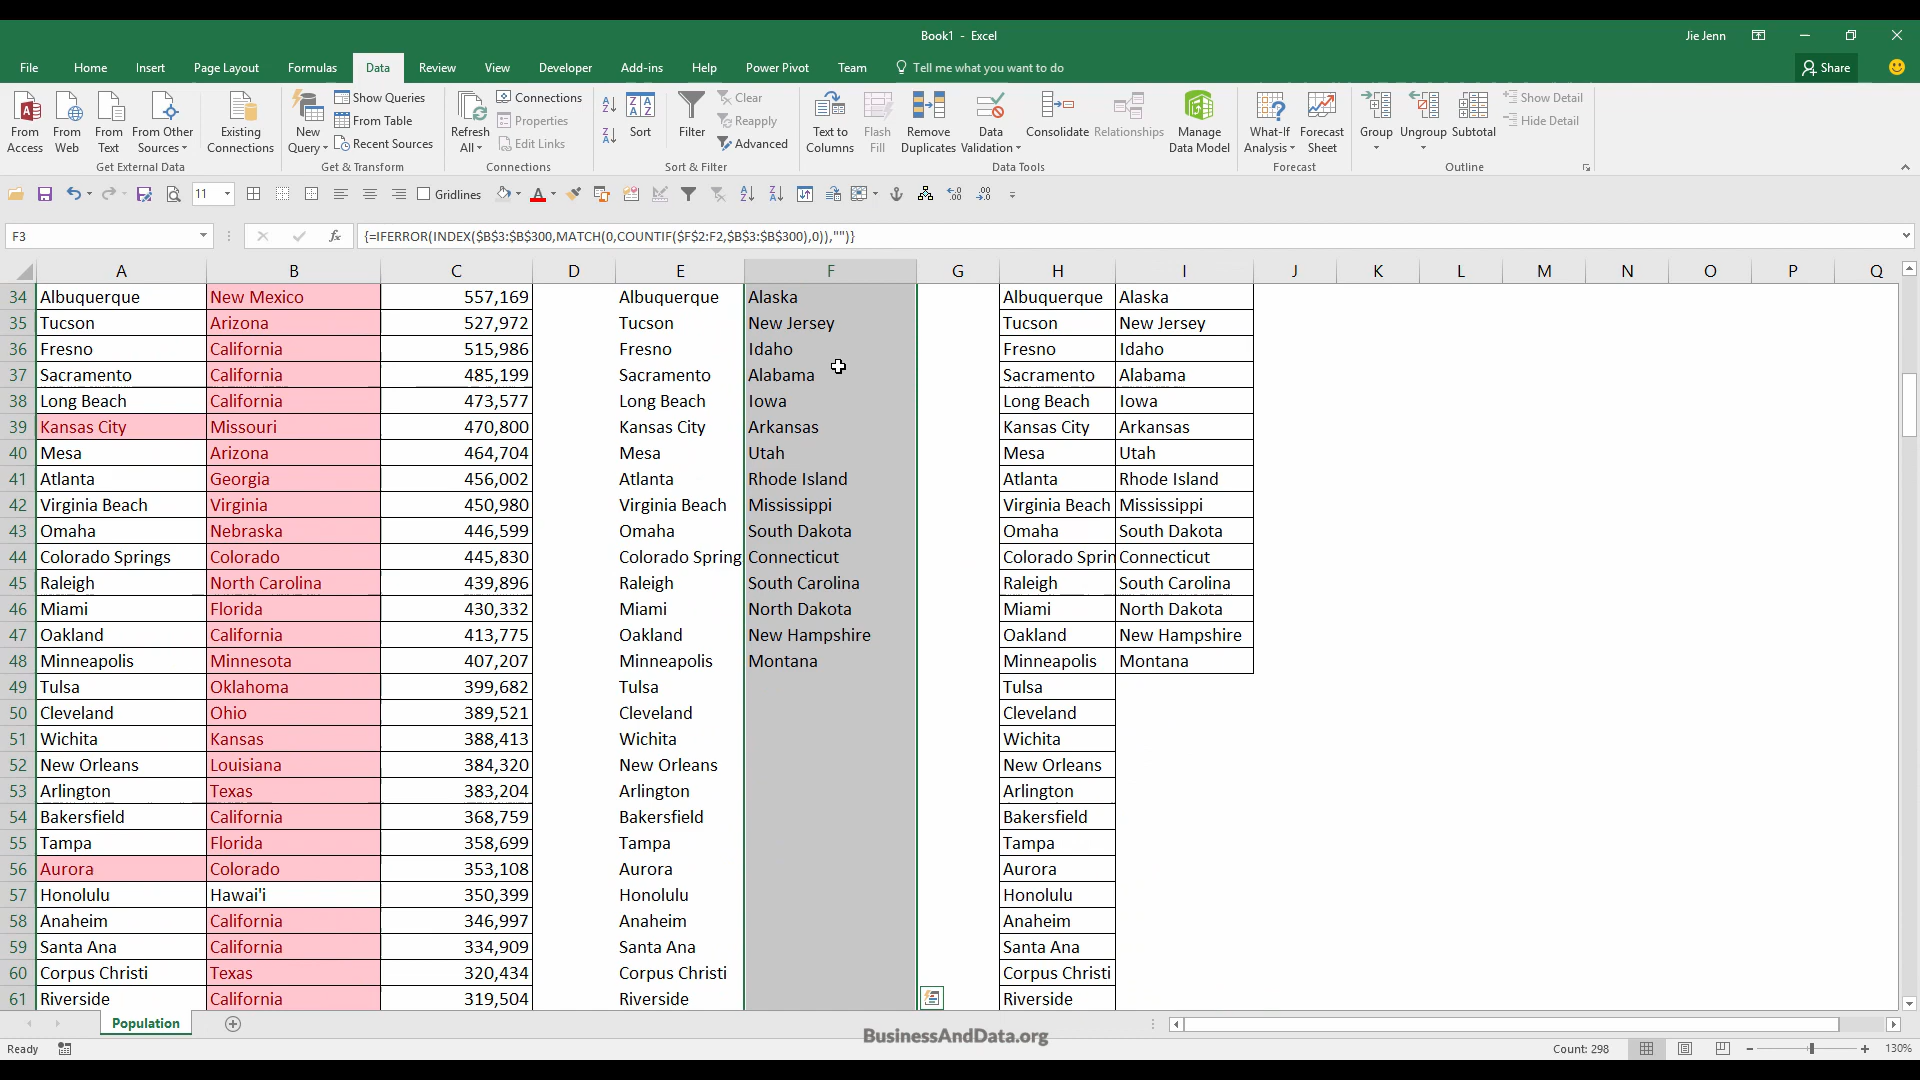 Book1 - Excel
Jie Jenn
File Home Insert Page Layout Formulas Data Review View Developer Add-ins Help Power Pivot Team Tell me what you want to do Share
From Access
From Web
From Text
From Other Sources
Existing Connections
Get External Data
New Query
Show Queries
From Table
Recent Sources
Get & Transform
Refresh All
Connections
Properties
Edit Links
Connections
Sort
Filter
Clear
Reapply
Advanced
Sort & Filter
Text to Columns
Flash Fill
Remove Duplicates
Data Validation
Consolidate
Relationships
Manage Data Model
Data Tools
What-If Analysis
Forecast Sheet
Forecast
Group
Ungroup
Subtotal
Show Detail
Hide Detail
Outline
11 Gridlines
F3 {=IFERROR(INDEX($B$3:$B$300,MATCH(0,COUNTIF($F$2:F2,$B$3:$B$300),0)),"")}
A B C D E F G H I J K L M N O P Q
34 Albuquerque New Mexico 557,169 Albuquerque Alaska Albuquerque Alaska
35 Tucson Arizona 527,972 Tucson New Jersey Tucson New Jersey
36 Fresno California 515,986 Fresno Idaho Fresno Idaho
37 Sacramento California 485,199 Sacramento Alabama Sacramento Alabama
38 Long Beach California 473,577 Long Beach Iowa Long Beach Iowa
39 Kansas City Missouri 470,800 Kansas City Arkansas Kansas City Arkansas
40 Mesa Arizona 464,704 Mesa Utah Mesa Utah
41 Atlanta Georgia 456,002 Atlanta Rhode Island Atlanta Rhode Island
42 Virginia Beach Virginia 450,980 Virginia Beach Mississippi Virginia Beach Mississippi
43 Omaha Nebraska 446,599 Omaha South Dakota Omaha South Dakota
44 Colorado Springs Colorado 445,830 Colorado Spring Connecticut Colorado Sprin Connecticut
45 Raleigh North Carolina 439,896 Raleigh South Carolina Raleigh South Carolina
46 Miami Florida 430,332 Miami North Dakota Miami North Dakota
47 Oakland California 413,775 Oakland New Hampshire Oakland New Hampshire
48 Minneapolis Minnesota 407,207 Minneapolis Montana Minneapolis Montana
49 Tulsa Oklahoma 399,682 Tulsa Tulsa
50 Cleveland Ohio 389,521 Cleveland Cleveland
51 Wichita Kansas 388,413 Wichita Wichita
52 New Orleans Louisiana 384,320 New Orleans New Orleans
53 Arlington Texas 383,204 Arlington Arlington
54 Bakersfield California 368,759 Bakersfield Bakersfield
55 Tampa Florida 358,699 Tampa Tampa
56 Aurora Colorado 353,108 Aurora Aurora
57 Honolulu Hawai'i 350,399 Honolulu Honolulu
58 Anaheim California 346,997 Anaheim Anaheim
59 Santa Ana California 334,909 Santa Ana Santa Ana
60 Corpus Christi Texas 320,434 Corpus Christi Corpus Christi
61 Riverside California 319,504 Riverside Riverside
Population
BusinessAndData.org
Ready Count: 298 130%